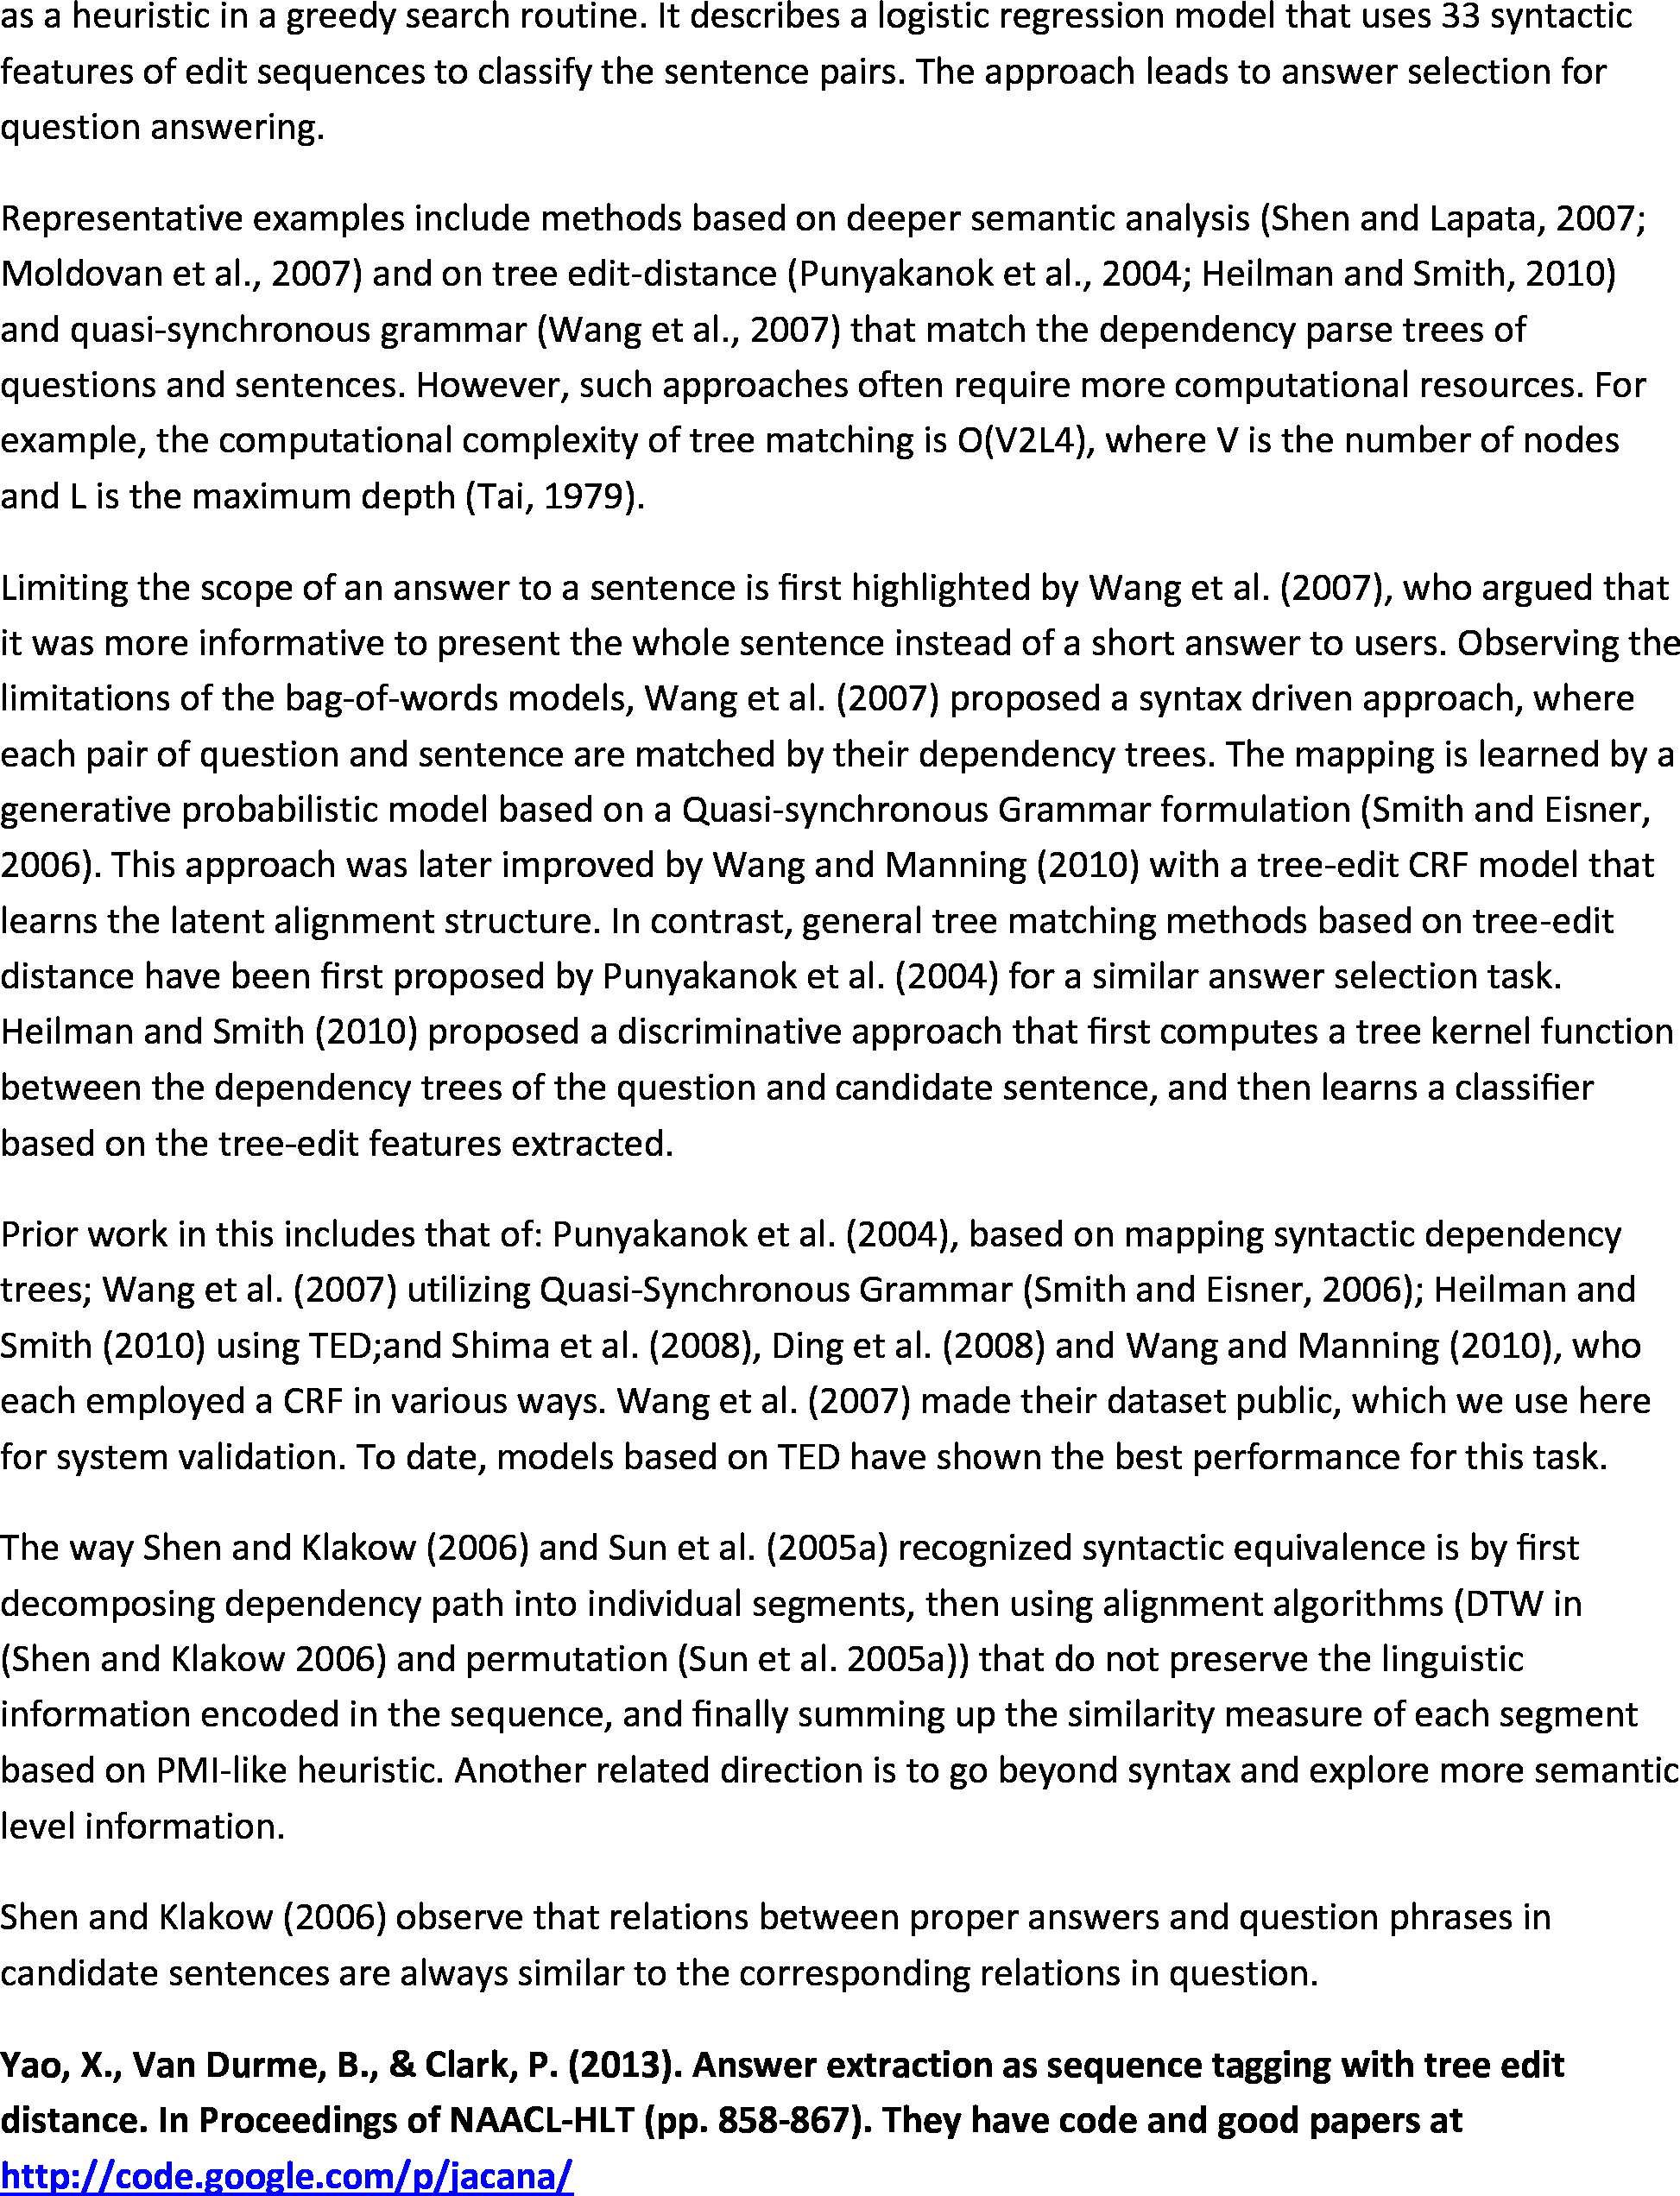 as a heuristic in a greedy search routine. It describes a logistic regression model that uses 33 syntactic
features of edit sequences to classify the sentence pairs. The approach leads to answer selection for
question answering.
Representative examples include methods based on deeper semantic analysis (Shen and Lapata, 2007;
Moldovan et al., 2007) and on tree edit-distance (Punyakanok et al., 2004; Heilman and Smith, 2010)
and quasi-synchronous grammar (Wang et al., 2007) that match the dependency parse trees of
questions and sentences. However, such approaches often require more computational resources. For
example, the computational complexity of tree matching is O(V2L4), where V is the number of nodes
and L is the maximum depth (Tai, 1979).
Limiting the scope of an answer to a sentence is first highlighted by Wang et al. (2007), who argued that
it was more informative to present the whole sentence instead of a short answer to users. Observing the
limitations of the bag-of-words models, Wang et al. (2007) proposed a syntax driven approach, where
each pair of question and sentence are matched by their dependency trees. The mapping is learned by a
generative probabilistic model based on a Quasi-synchronous Grammar formulation (Smith and Eisner,
2006). This approach was later improved by Wang and Manning (2010) with a tree-edit CRF model that
learns the latent alignment structure. In contrast, general tree matching methods based on tree-edit
distance have been first proposed by Punyakanok et al. (2004) for a similar answer selection task.
Heilman and Smith (2010) proposed a discriminative approach that first computes a tree kernel function
between the dependency trees of the question and candidate sentence, and then learns a classifier
based on the tree-edit features extracted.
Prior work in this includes that of: Punyakanok et al. (2004), based on mapping syntactic dependency
trees; Wang et al. (2007) utilizing Quasi-Synchronous Grammar (Smith and Eisner, 2006); Heilman and
Smith (2010) using TED;and Shima et al. (2008), Ding et al. (2008) and Wang and Manning (2010), who
each employed a CRF in various ways. Wang et al. (2007) made their dataset public, which we use here
for system validation. To date, models based on TED have shown the best performance for this task.
The way Shen and Klakow (2006) and Sun et al. (2005a) recognized syntactic equivalence is by first
decomposing dependency path into individual segments, then using alignment algorithms (DTW in
(Shen and Klakow 2006) and permutation (Sun et al. 2005a)) that do not preserve the linguistic
information encoded in the sequence, and finally summing up the similarity measure of each segment
based on PMI-like heuristic. Another related direction is to go beyond syntax and explore more semantic
level information.
Shen and Klakow (2006) observe that relations between proper answers and question phrases in
candidate sentences are always similar to the corresponding relations in question.
Yao, X., Van Durme, B., & Clark, P. (2013). Answer extraction as sequence tagging with tree edit
distance. In Proceedings of NAACL-HLT (pp. 858-867). They have code and good papers at
http://code.google.com/p/jacana/